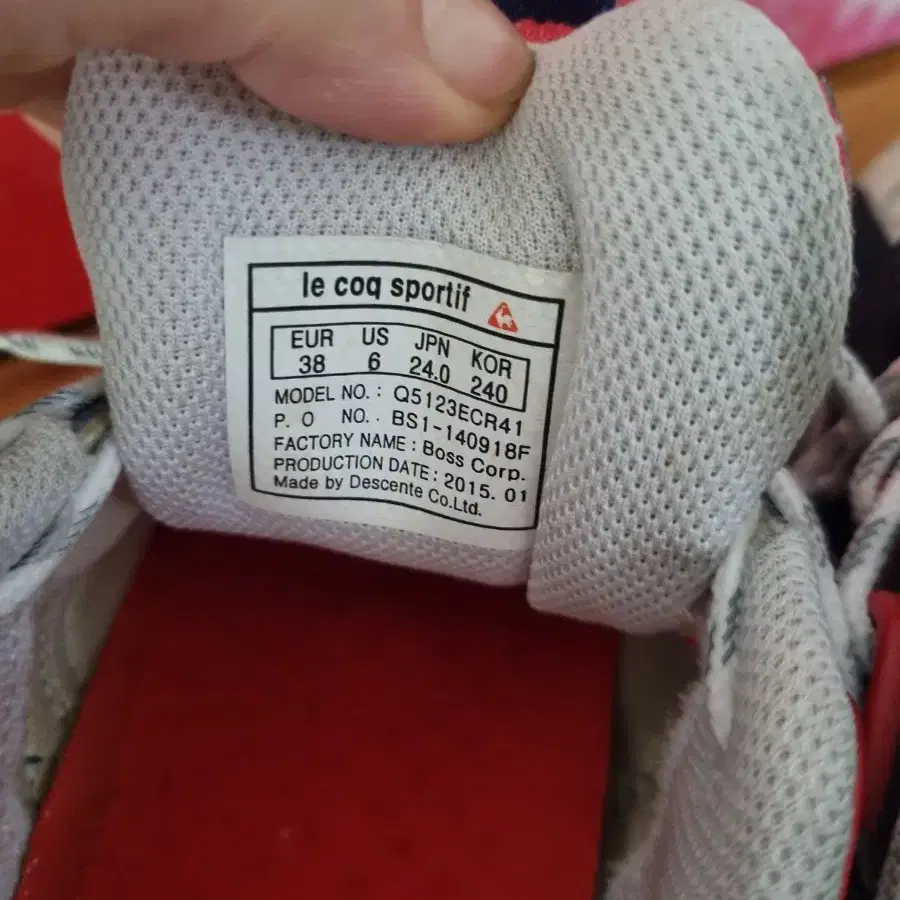 le coq sportif
EUR US JPN KOR
38 6 24.0 240
MODEL NO. : Q5123ECR41
P. O NO. : BS1-140918F
FACTORY NAME : Boss Corp.
PRODUCTION DATE : 2015. 01
Made by Descente Co.Ltd.